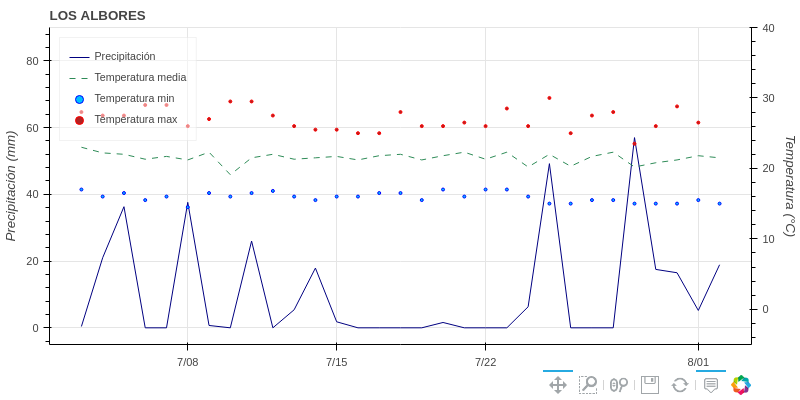 LOS ALBORES
Precipitación
Temperatura media
Temperatura min
Temperatura max
Precipitación (mm)
80
60
40
20
0
Temperatura (°C)
40
30
20
10
0
7/08 7/15 7/22 8/01